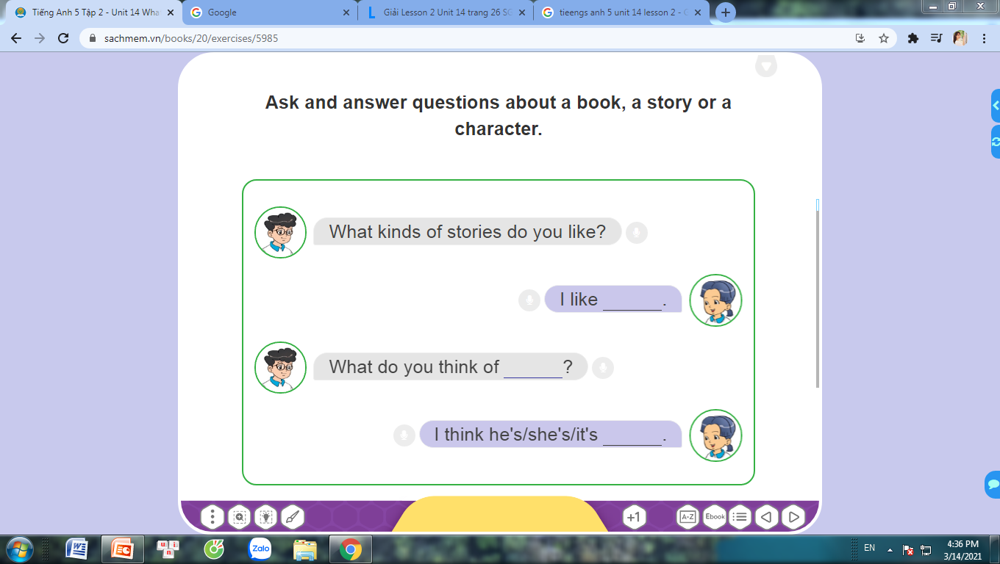 Tiếng Anh 5 Tập 2 - Unit 14 Wha
Google
Giải Lesson 2 Unit 14 trang 26 SG
tieengs anh 5 unit 14 lesson 2 - G
sachmem.vn/books/20/exercises/5985
Ask and answer questions about a book, a story or a
character.
What kinds of stories do you like?
I like ______.
What do you think of ______?
I think he's/she's/it's ______.
+1
A-Z
Ebook
Zalo
EN
4:36 PM
3/14/2021